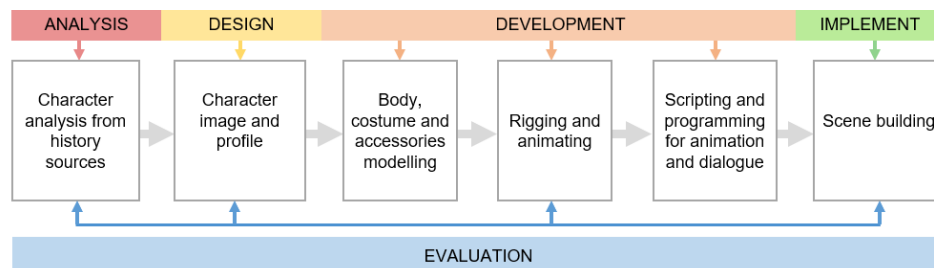 ANALYSIS
DESIGN
DEVELOPMENT
IMPLEMENT
Character
analysis from
history
sources
Character
image and
profile
Body,
costume and
accessories
modelling
Rigging and
animating
Scripting and
programming
for animation
and dialogue
Scene building
EVALUATION